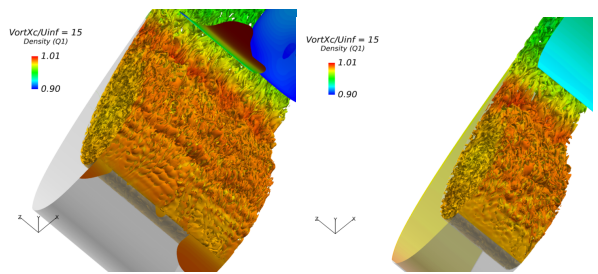 VortXc/Uinf = 15
Density (Q1)
1.01
0.90
Z Y X
VortXc/Uinf = 15
Density (Q1)
1.01
0.90
Z Y X